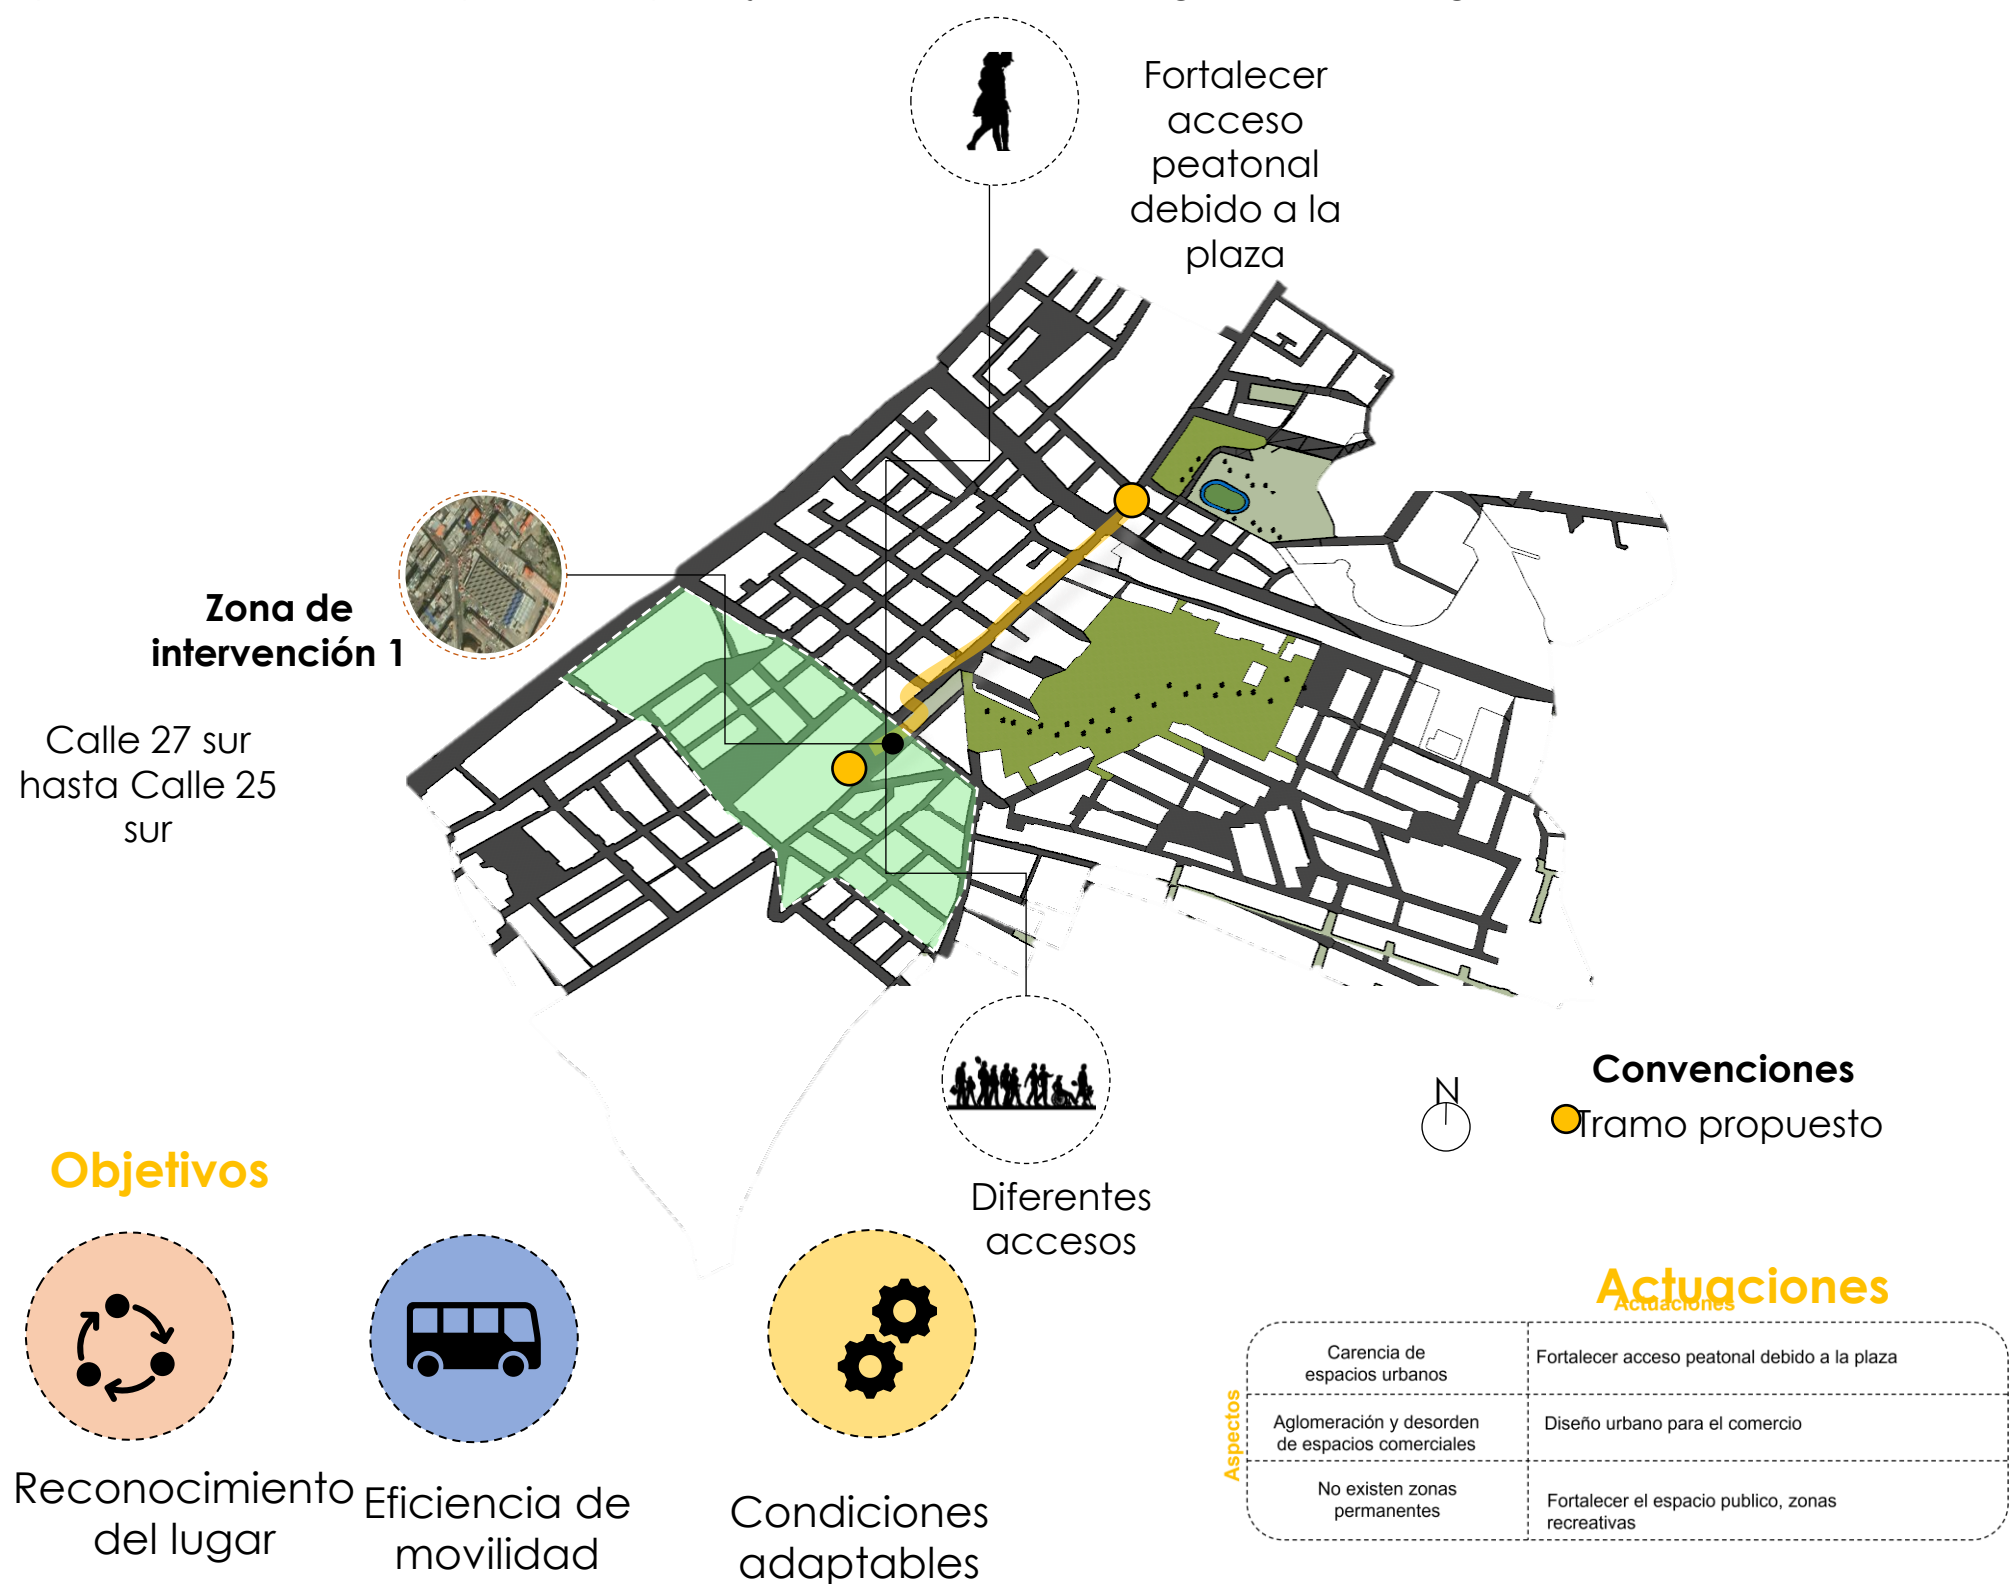 Fortalecer
acceso
peatonal
debido a la
plaza
Zona de
intervención 1
Calle 27 sur
hasta Calle 25
sur
Convenciones
N
Tramo propuesto
Diferentes
accesos
Objetivos
Reconocimiento
del lugar
Eficiencia de
movilidad
Condiciones
adaptables
Actuaciones
Actuaciones
Aspectos
Carencia de
espacios urbanos
Fortalecer acceso peatonal debido a la plaza
Aglomeración y desorden
de espacios comerciales
Diseño urbano para el comercio
No existen zonas
permanentes
Fortalecer el espacio publico, zonas
recreativas